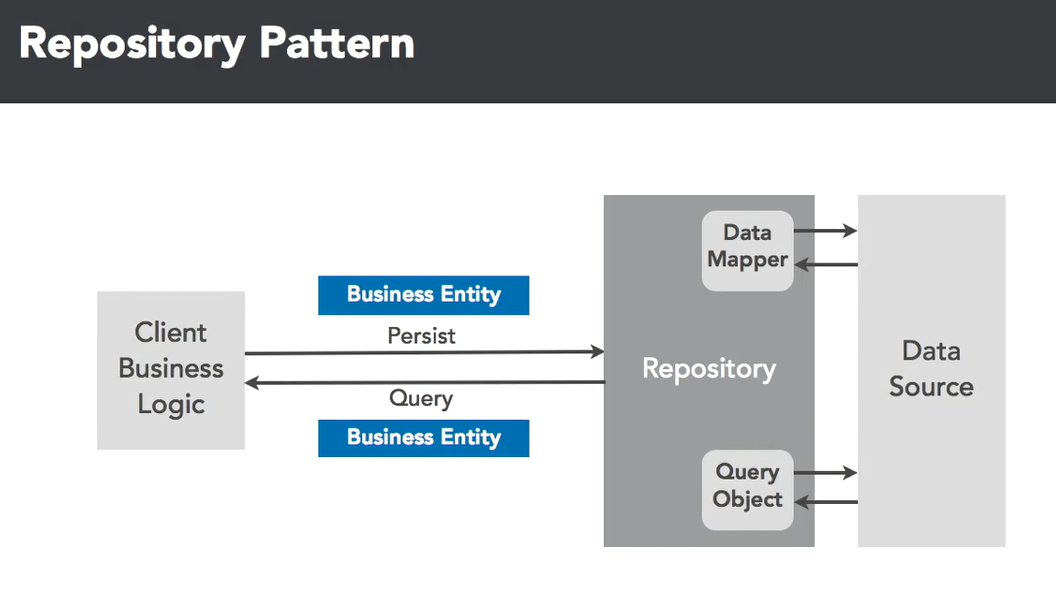 Repository Pattern
Data
Mapper
Business Entity
Persist
Client
Business
Logic
Repository
Data
Source
Query
Business Entity
Query
Object